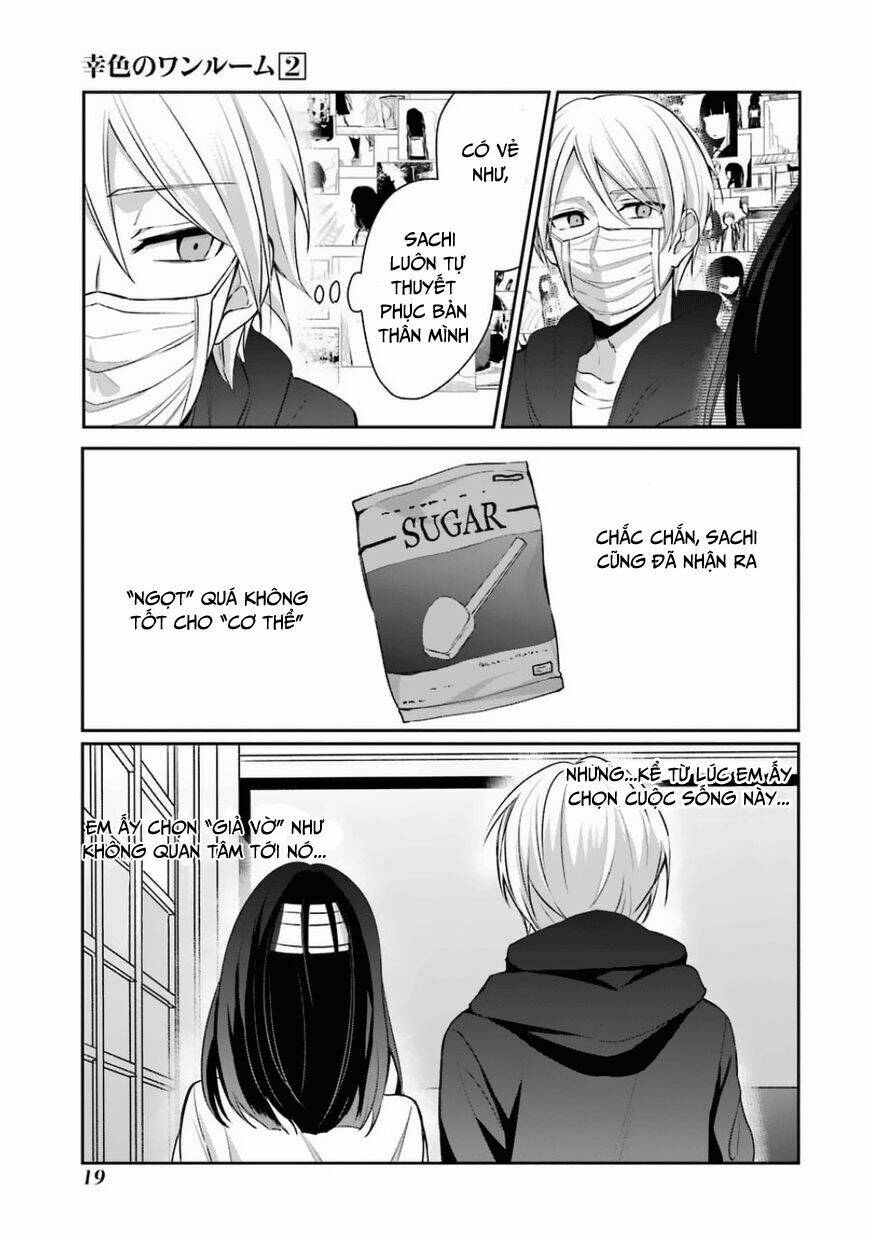 幸色のワンルーム2
CÓ VẺ
NHƯ,
SACHI
LUÔN TỰ
THUYẾT
PHỤC BẢN
THÂN MÌNH
SUGAR
CHẮC CHẮN, SACHI
CŨNG ĐÃ NHẬN RA
"NGỌT" QUÁ KHÔNG
TỐT CHO "CƠ THỂ"
NHƯNG...KỂ TỪ LÚC EM ẤY
CHỌN CUỘC SỐNG NÀY...
EM ẤY CHỌN "GIẢ VỜ" NHƯ
KHÔNG QUAN TÂM TỚI NÓ...
19